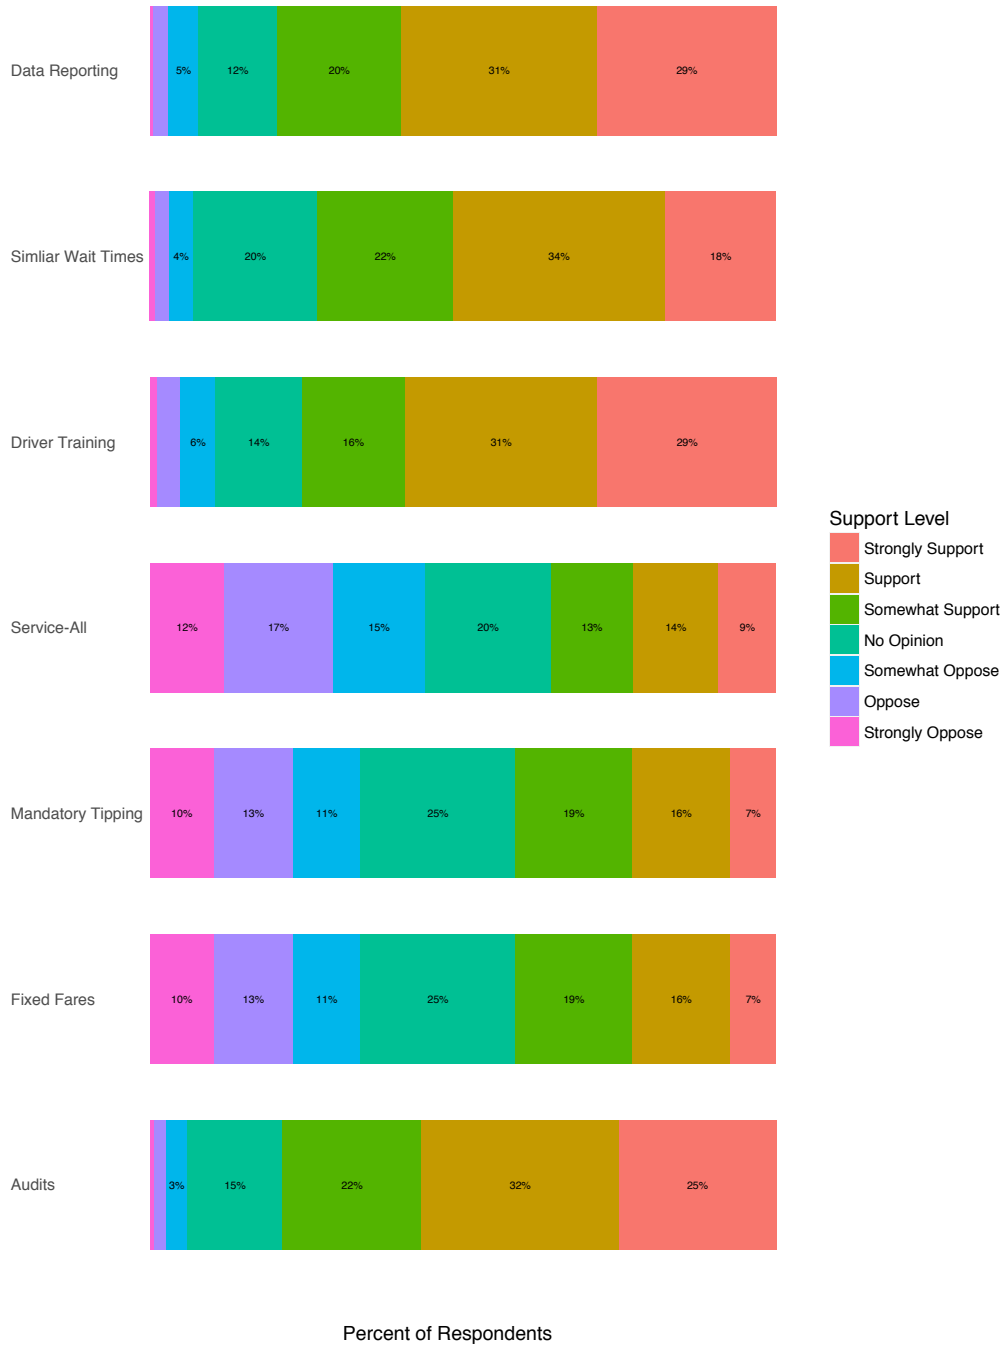 Data Reporting 5% 12% 20% 31% 29%
Simliar Wait Times 4% 20% 22% 34% 18%
Driver Training 6% 14% 16% 31% 29%
Support Level
Strongly Support
Support
Somewhat Support
No Opinion
Somewhat Oppose
Oppose
Strongly Oppose
Service-All 12% 17% 15% 20% 13% 14% 9%
Mandatory Tipping 10% 13% 11% 25% 19% 16% 7%
Fixed Fares 10% 13% 11% 25% 19% 16% 7%
Audits 3% 15% 22% 32% 25%
Percent of Respondents